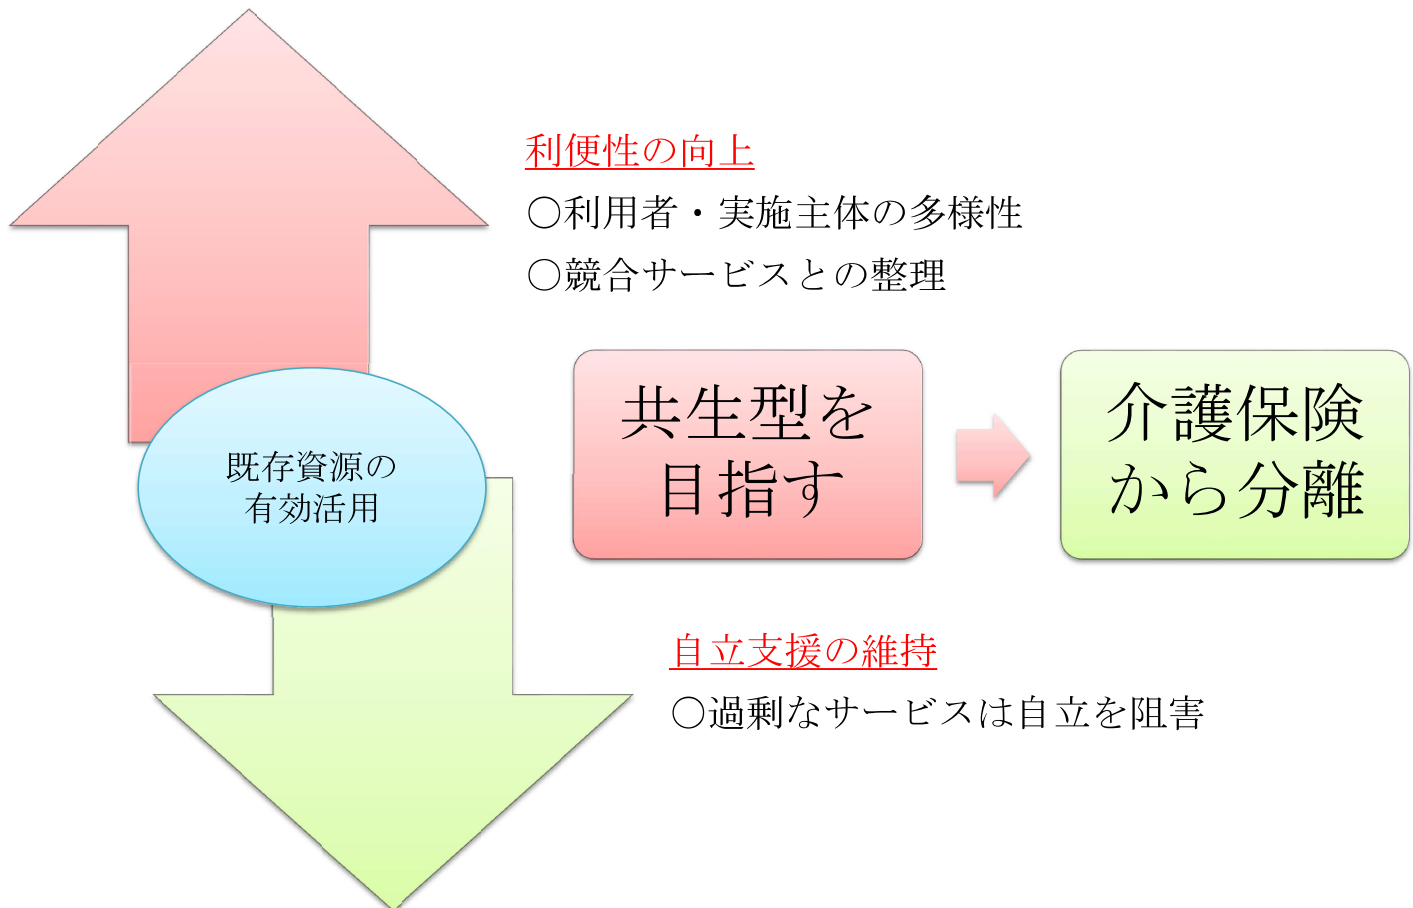 利便性の向上
○利用者・実施主体の多様性
○競合サービスとの整理
既存資源の
有効活用
共生型を
目指す
介護保険
から分離
自立支援の維持
○過剰なサービスは自立を阻害